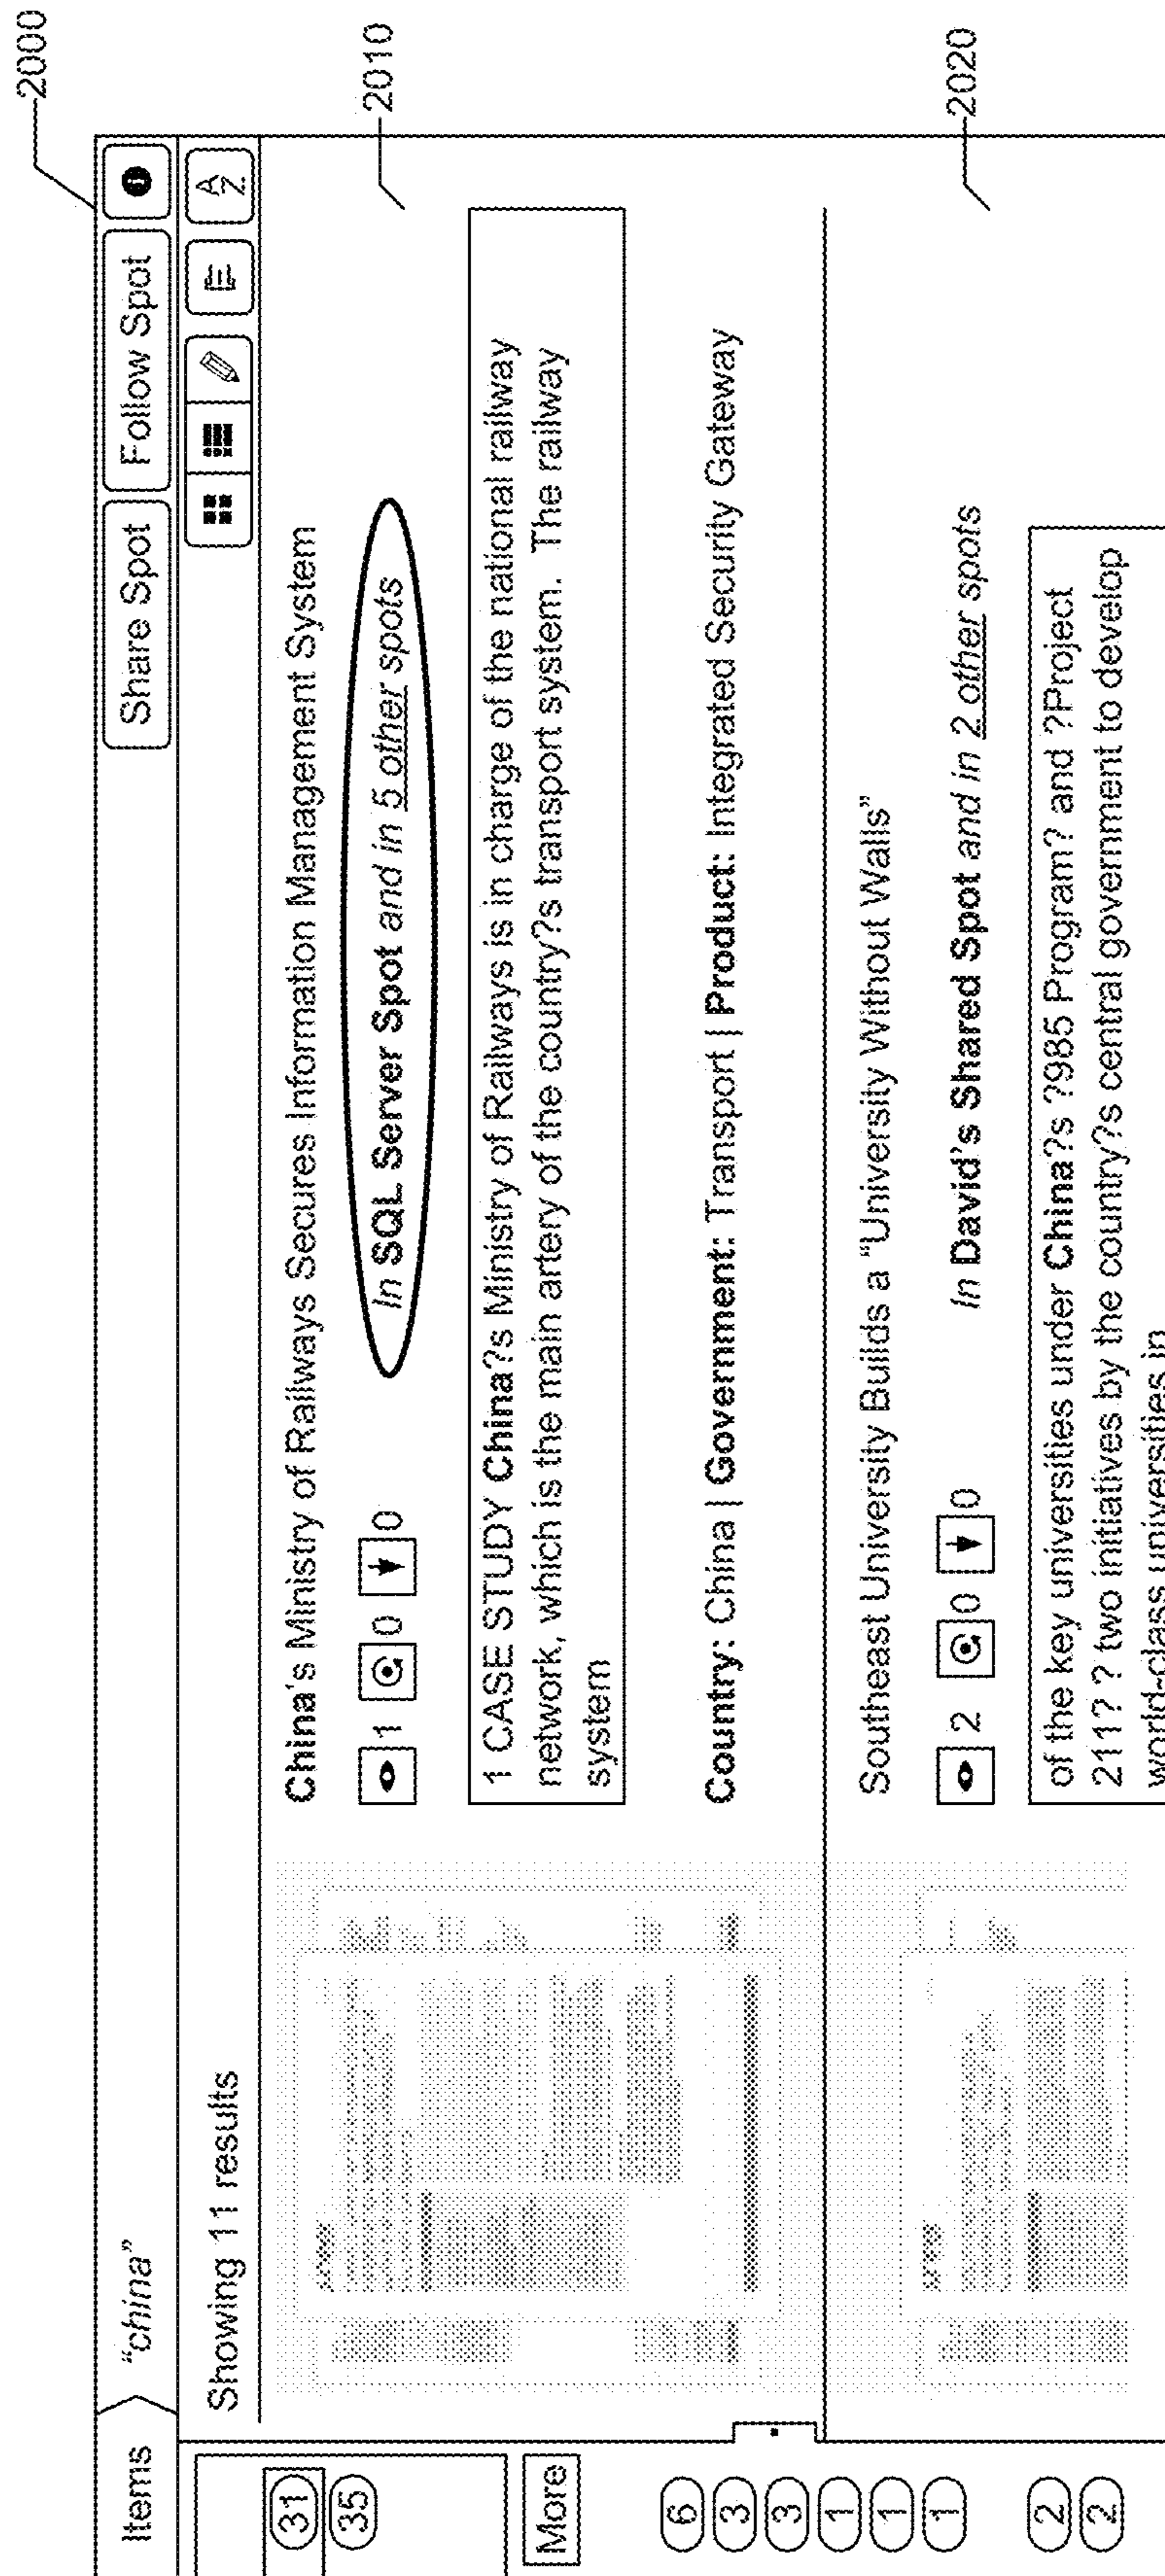 2000
Items "china" Share Spot Follow Spot
Showing 11 results A Z
31
35
More
6
3
3
1
1
1
2
2
China's Ministry of Railways Secures Information Management System
1 0 0 In SQL Server Spot and in 5 other spots
2010
1 CASE STUDY China?s Ministry of Railways is in charge of the national railway
network, which is the main artery of the country?s transport system. The railway
system
Country: China | Government: Transport | Product: Integrated Security Gateway
Southeast University Builds a "University Without Walls"
2 0 0 In David's Shared Spot and in 2 other spots
2020
of the key universities under China?s ?985 Program? and ?Project
211? ? two initiatives by the country?s central government to develop
world-class universities in